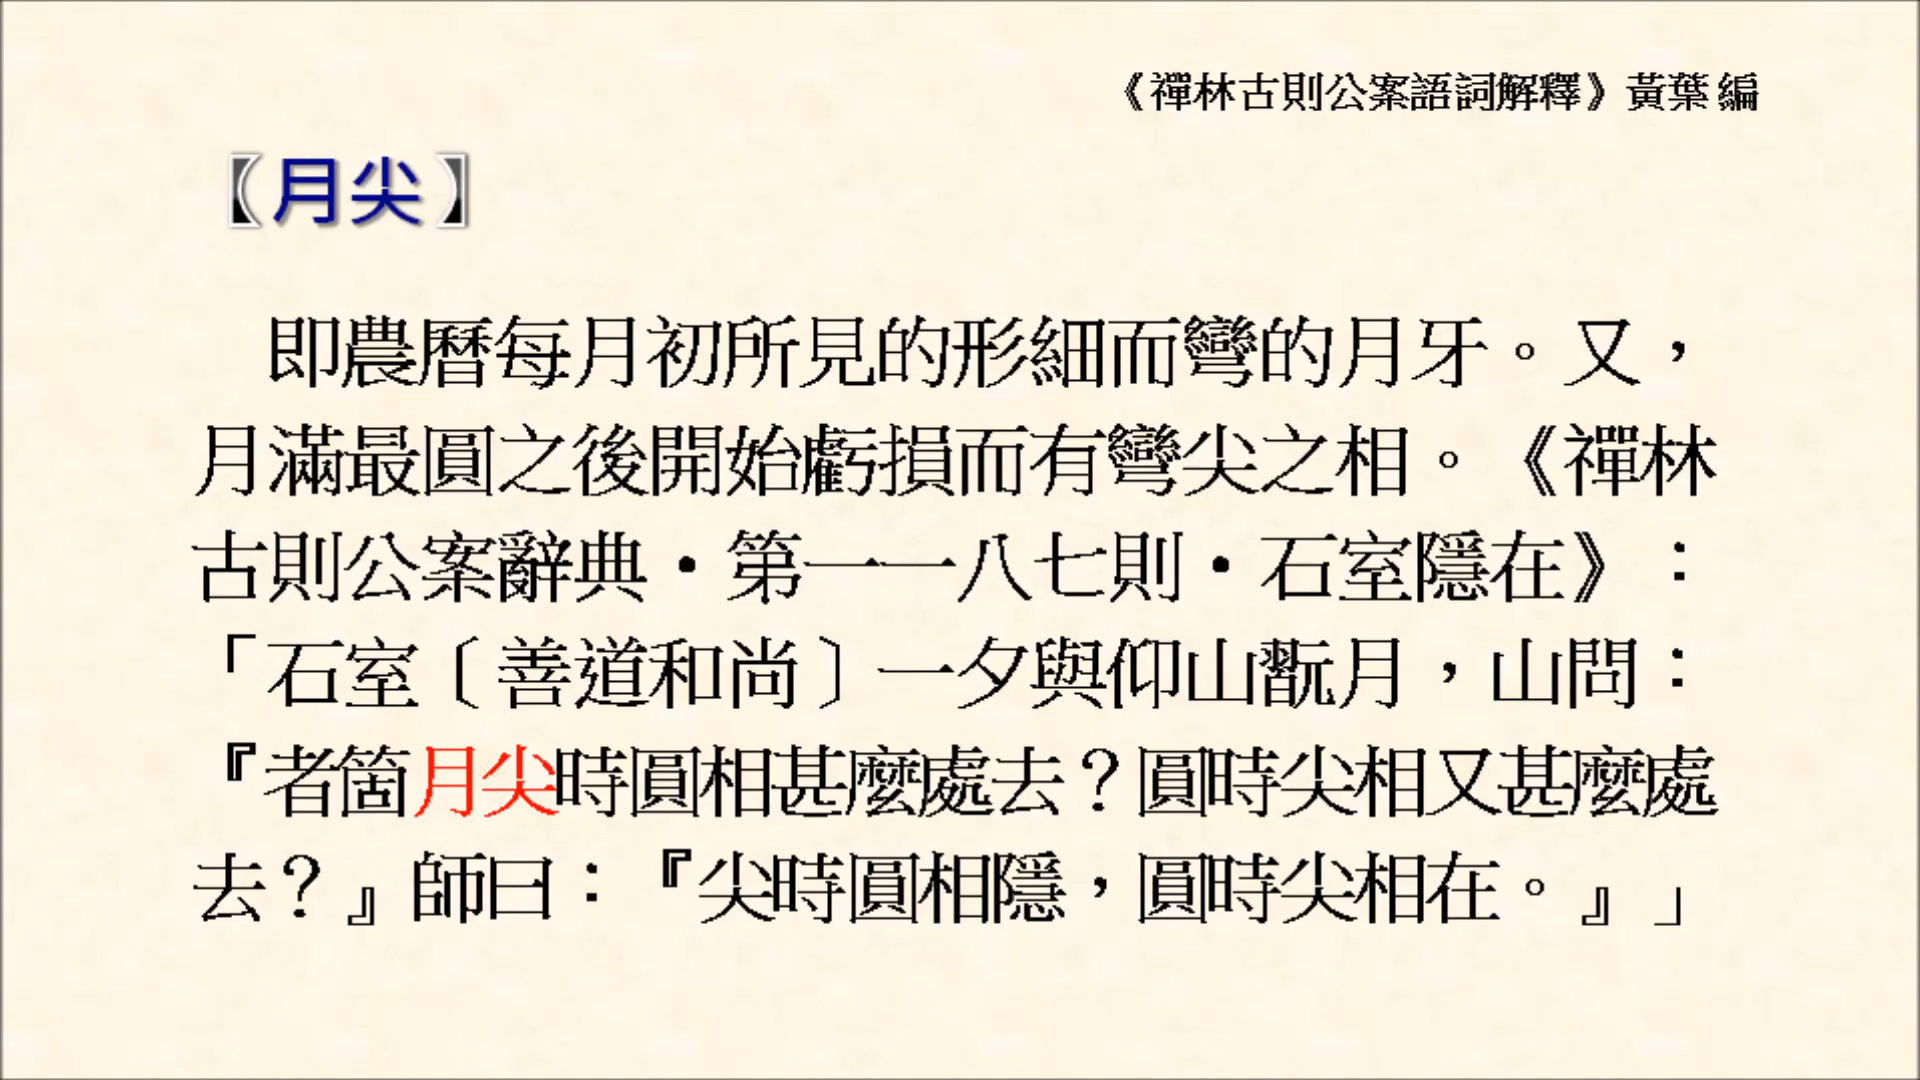 《禪林古則公案語詞解釋》黃葉 編
【月尖】
即農曆每月初所見的形細而彎的月牙。又，
月滿最圓之後開始虧損而有彎尖之相。《禪林
古則公案辭典・第一一八七則・石室隱在》：
「石室〔善道和尚〕一夕與仰山翫月，山問：
『者箇月尖時圓相甚麼處去？圓時尖相又甚麼處
去？』師曰：『尖時圓相隱，圓時尖相在。』」